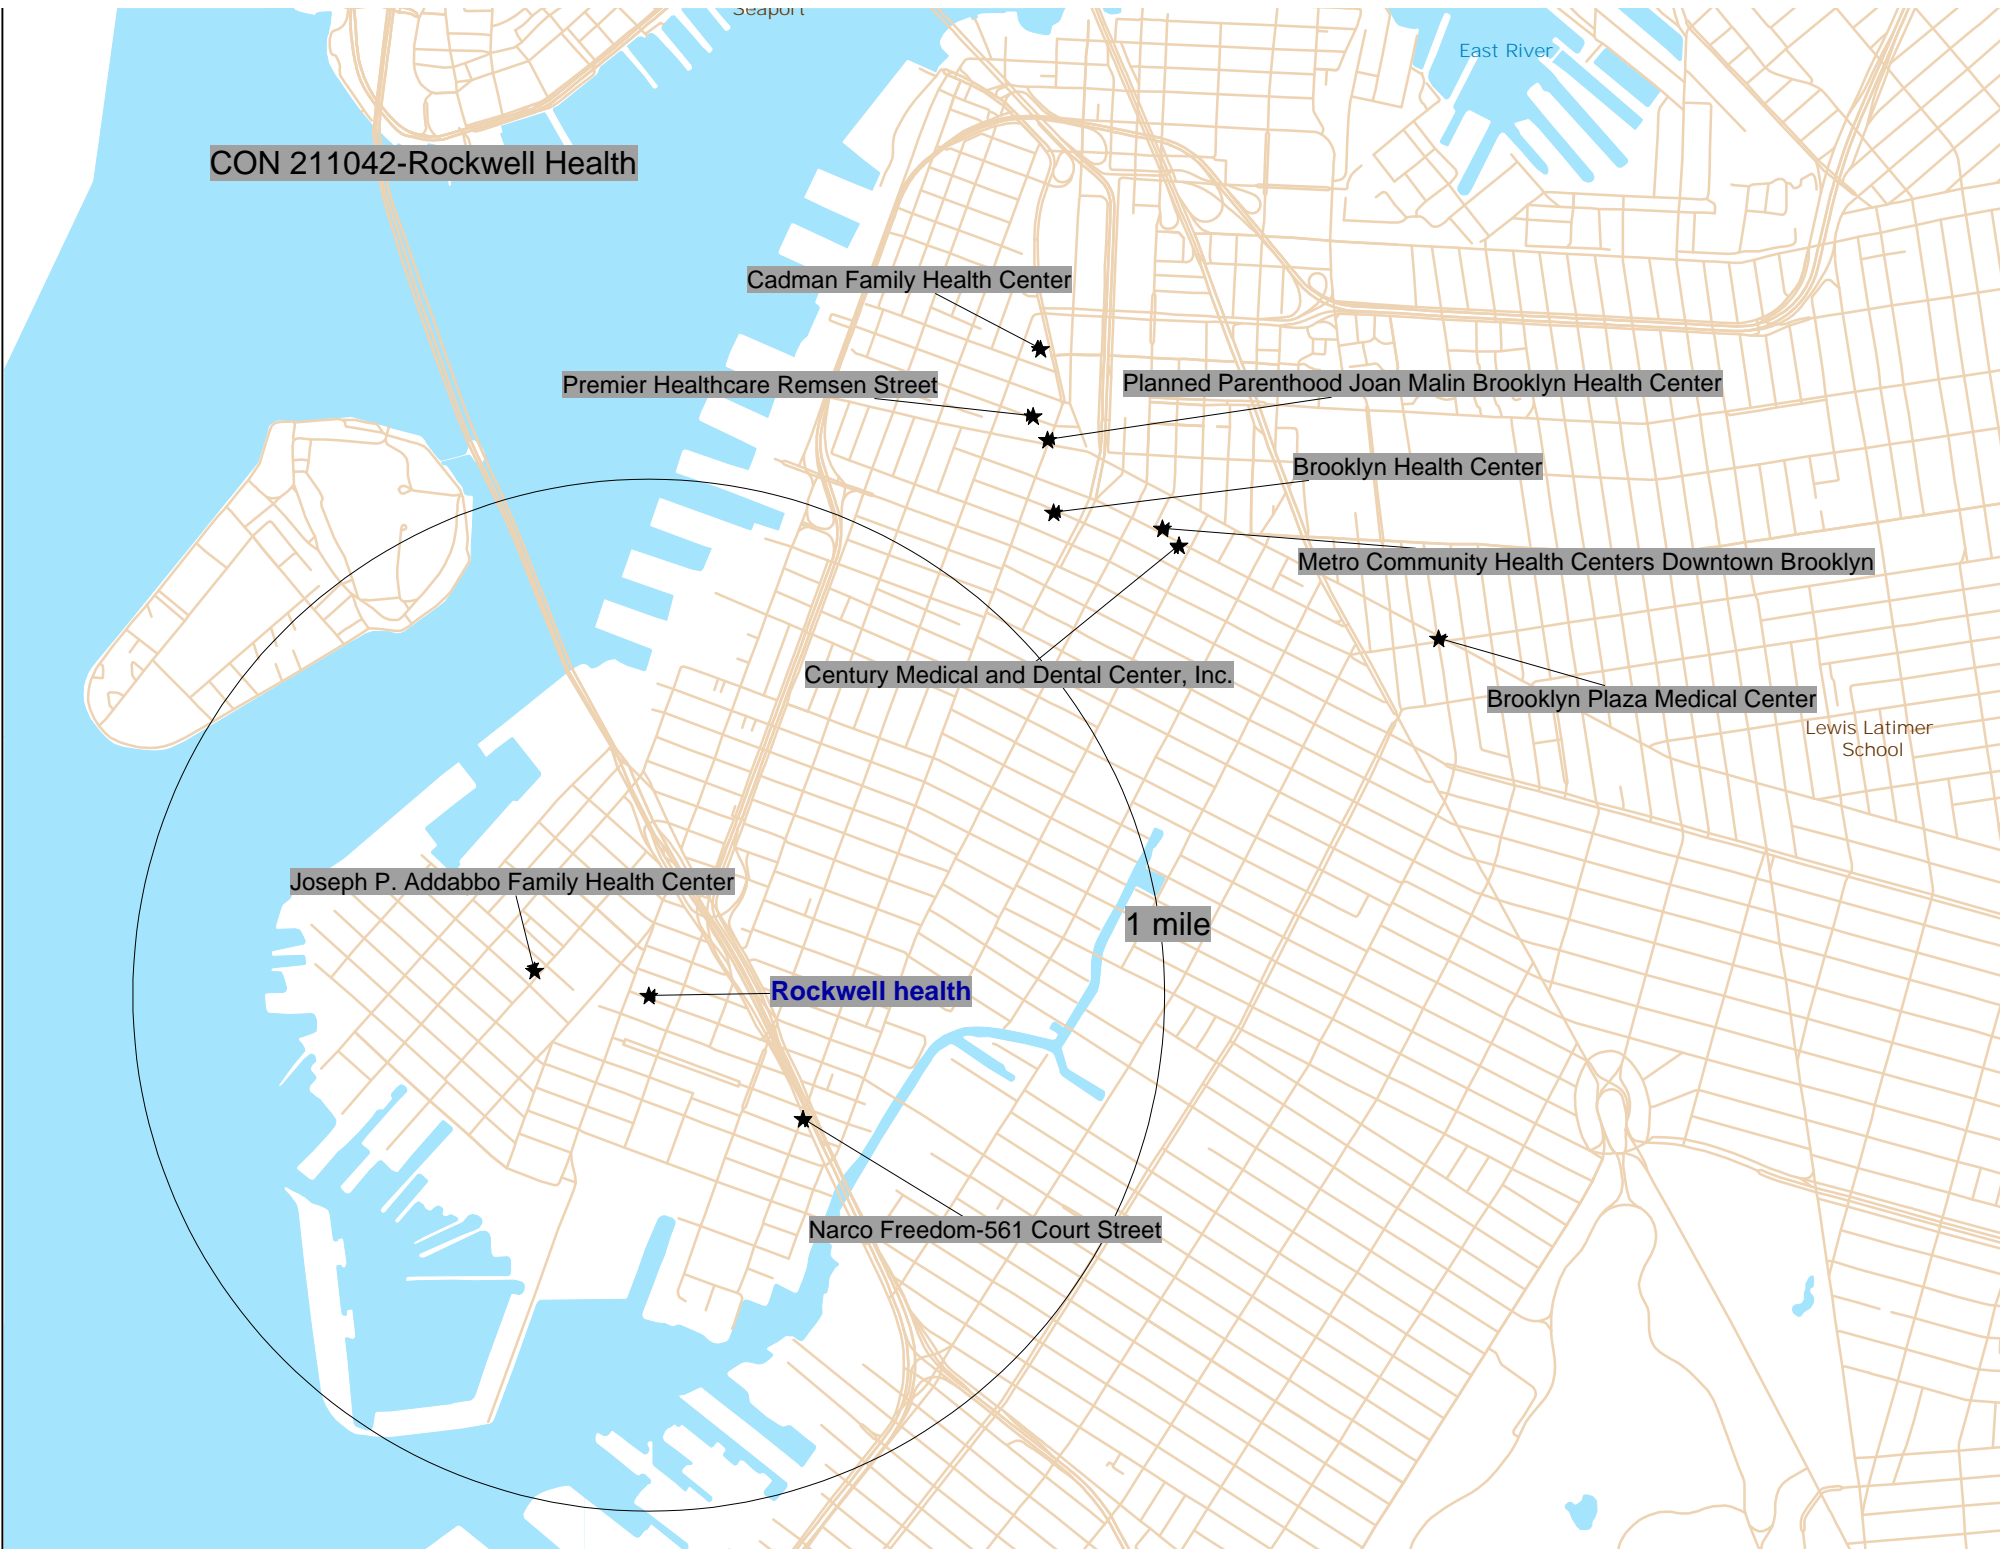 Seaport
East River
CON 211042-Rockwell Health
Cadman Family Health Center
Premier Healthcare Remsen Street
Planned Parenthood Joan Malin Brooklyn Health Center
Brooklyn Health Center
Metro Community Health Centers Downtown Brooklyn
Century Medical and Dental Center, Inc.
Brooklyn Plaza Medical Center
Lewis Latimer
School
Joseph P. Addabbo Family Health Center
1 mile
Rockwell health
Narco Freedom-561 Court Street